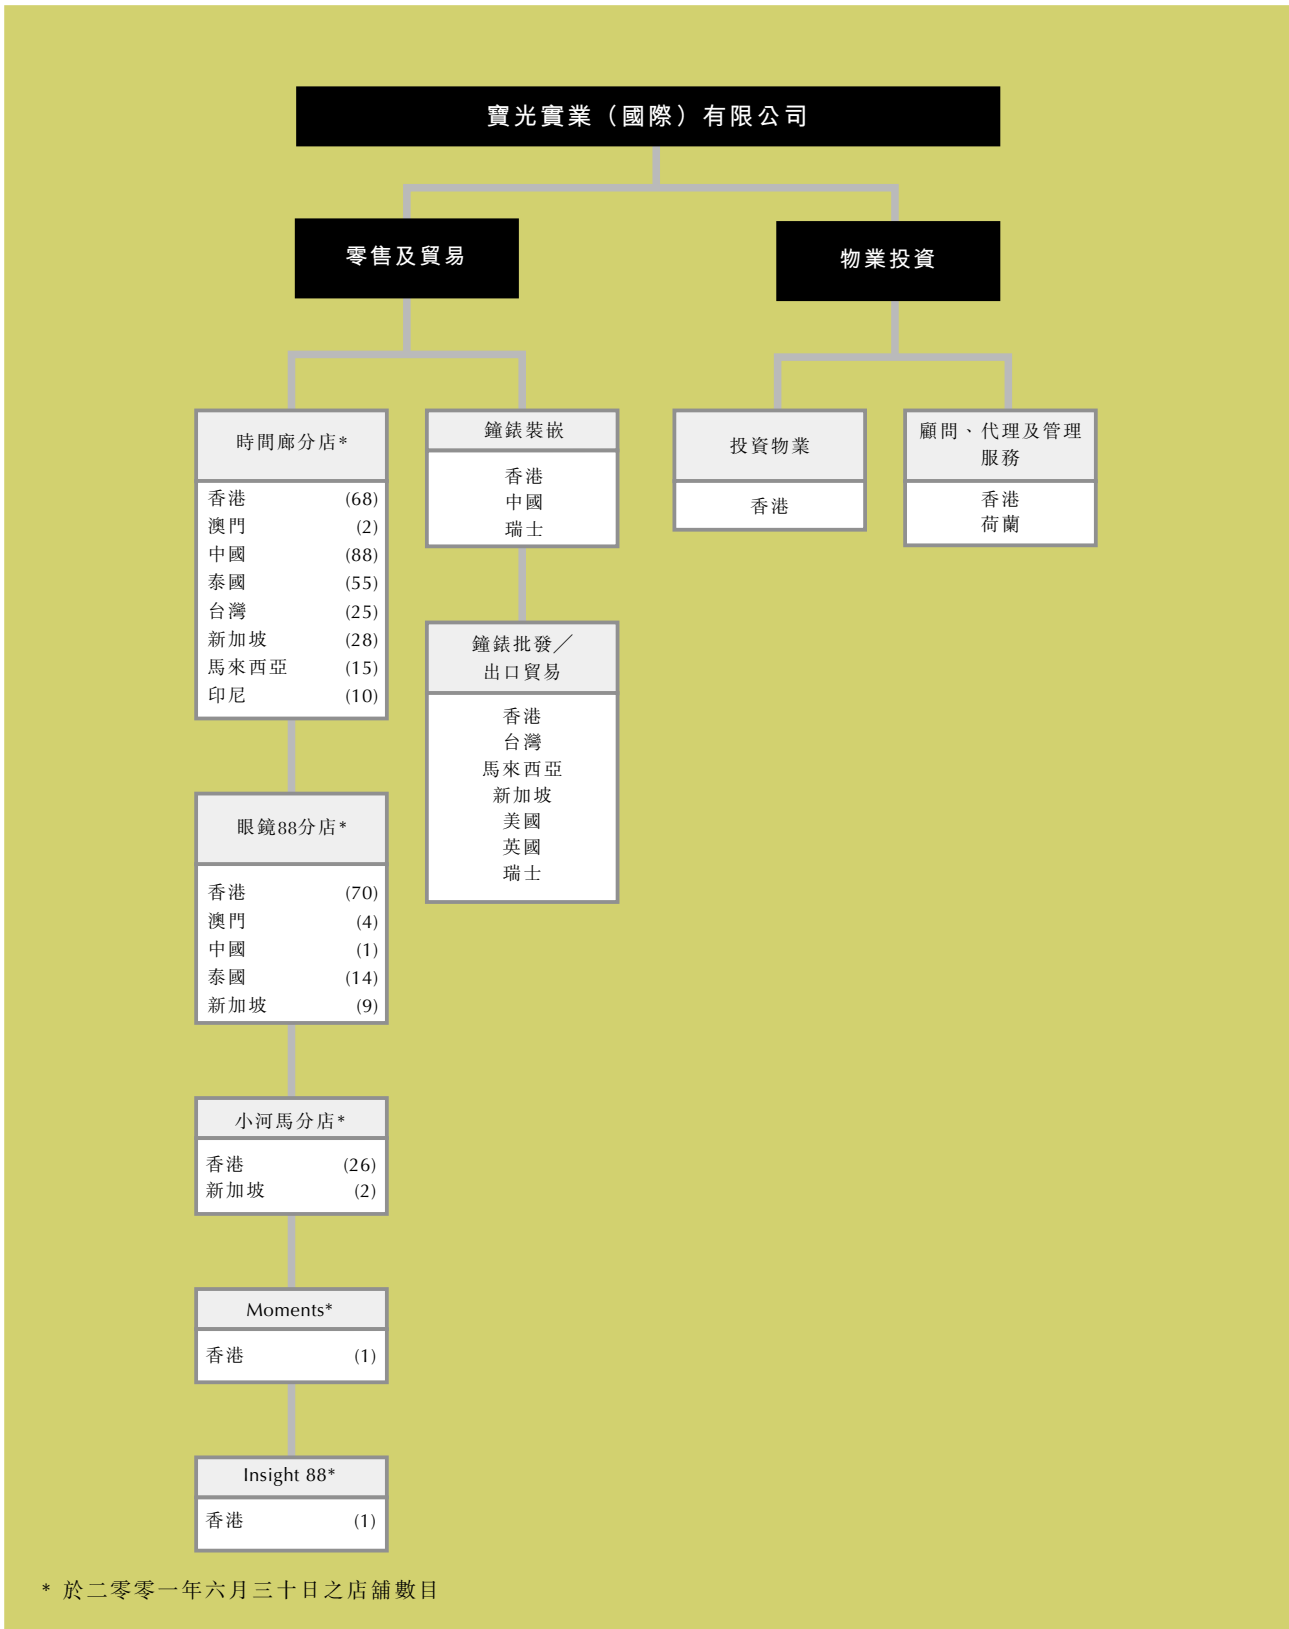 寶光實業（國際）有限公司
零售及貿易
物業投資
時間廊分店*
香港 (68)
澳門 (2)
中國 (88)
泰國 (55)
台灣 (25)
新加坡 (28)
馬來西亞 (15)
印尼 (10)
眼鏡88分店*
香港 (70)
澳門 (4)
中國 (1)
泰國 (14)
新加坡 (9)
小河馬分店*
香港 (26)
新加坡 (2)
Moments*
香港 (1)
Insight 88*
香港 (1)
鐘錶裝嵌
香港
中國
瑞士
鐘錶批發／
出口貿易
香港
台灣
馬來西亞
新加坡
美國
英國
瑞士
投資物業
香港
顧問、代理及管理
服務
香港
荷蘭
* 於二零零一年六月三十日之店舖數目